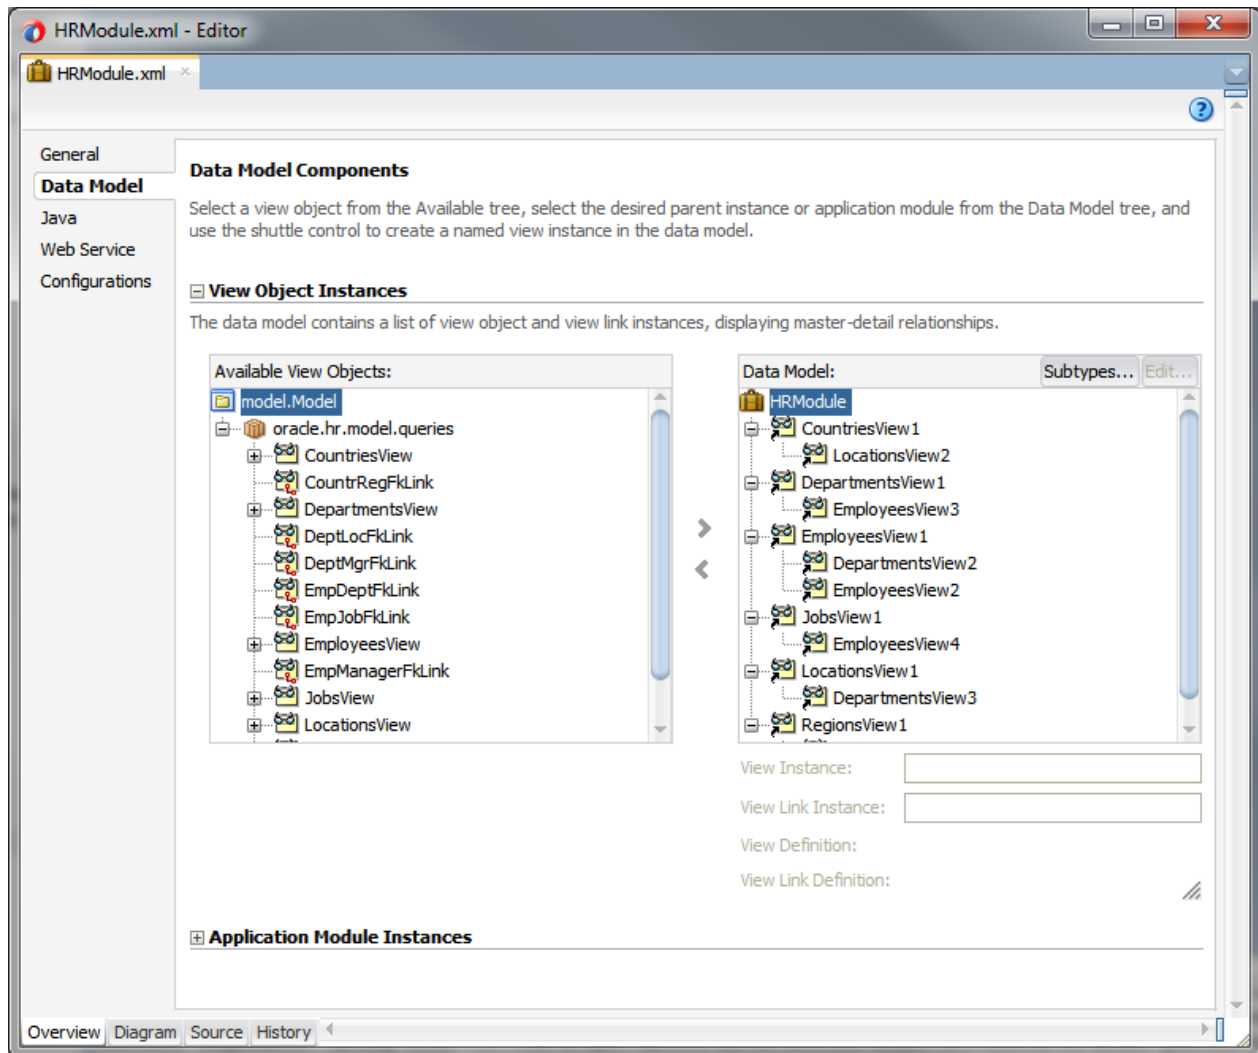 HRModule.xml - Editor
HRModule.xml
General
Data Model
Java
Web Service
Configurations
Data Model Components
Select a view object from the Available tree, select the desired parent instance or application module from the Data Model tree, and
use the shuttle control to create a named view instance in the data model.
View Object Instances
The data model contains a list of view object and view link instances, displaying master-detail relationships.
Available View Objects:
model.Model
oracle.hr.model.queries
CountriesView
CountrRegFkLink
DepartmentsView
DeptLocFkLink
DeptMgrFkLink
EmpDeptFkLink
EmpJobFkLink
EmployeesView
EmpManagerFkLink
JobsView
LocationsView
Data Model: Subtypes... Edit...
HRModule
CountriesView1
LocationsView2
DepartmentsView1
EmployeesView3
EmployeesView1
DepartmentsView2
EmployeesView2
JobsView1
EmployeesView4
LocationsView1
DepartmentsView3
RegionsView1
View Instance:
View Link Instance:
View Definition:
View Link Definition:
Application Module Instances
Overview Diagram Source History